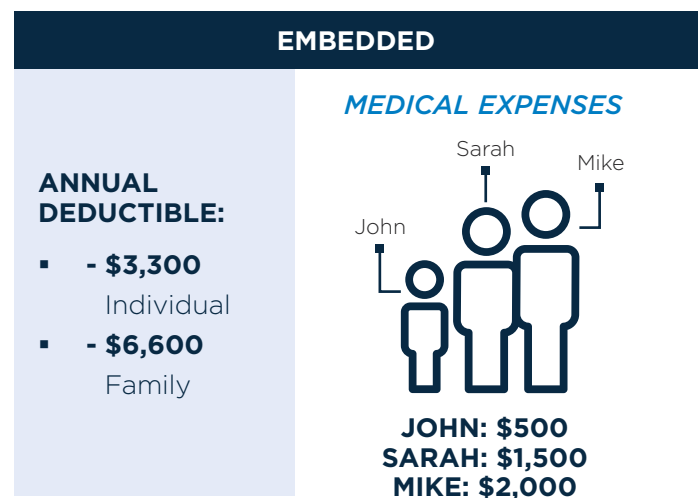 EMBEDDED
ANNUAL
DEDUCTIBLE:
▪ - $3,300
Individual
▪ - $6,600
Family
MEDICAL EXPENSES
Sarah
Mike
John
JOHN: $500
SARAH: $1,500
MIKE: $2,000